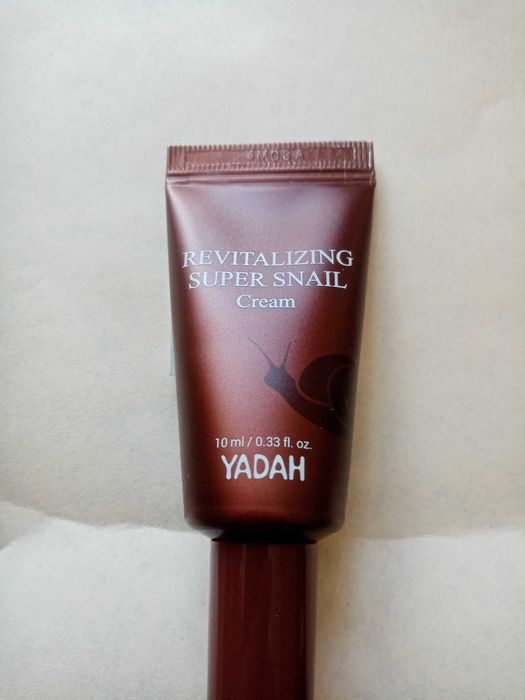 REVITALIZING
SUPER SNAIL
Cream
10 ml / 0.33 fl. oz.
YADAH